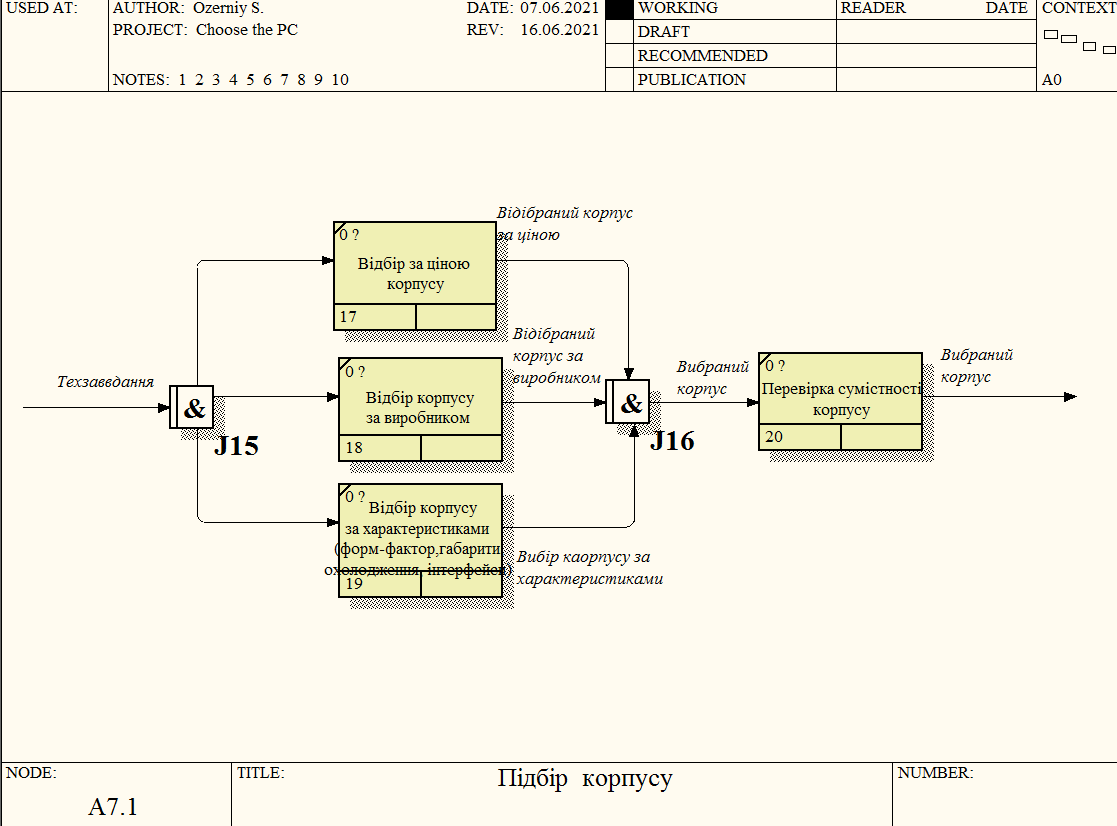 USED AT:
AUTHOR: Ozerniy S.
DATE: 07.06.2021
WORKING
READER
DATE
CONTEXT
PROJECT: Choose the PC
REV: 16.06.2021
DRAFT
RECOMMENDED
NOTES: 1 2 3 4 5 6 7 8 9 10
PUBLICATION
A0
Техзаввдання
&
J15
0 ?
Відбір за ціною
корпусу
17
Відібраний корпус
за ціною
0 ?
Відбір корпусу
за виробником
18
Відібраний
корпус за
виробником
0 ?
Відбір корпусу
за характеристиками
(форм-фактор,габарити
охолодження, інтерфейси)
19
Вибір каорпусу за
характеристиками
&
J16
Вибраний
корпус
0 ?
Перевірка сумістності
корпусу
20
Вибраний
корпус
NODE:
A7.1
TITLE:
Підбір корпусу
NUMBER: